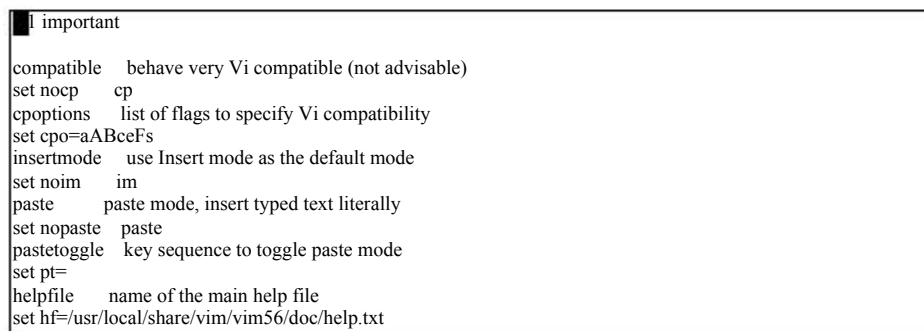 1 important
compatible behave very Vi compatible (not advisable)
set nocp cp
cpoptions list of flags to specify Vi compatibility
set cpo=aABceFs
insertmode use Insert mode as the default mode
set noim im
paste paste mode, insert typed text literally
set nopaste paste
pastetoggle key sequence to toggle paste mode
set pt=
helpfile name of the main help file
set hf=/usr/local/share/vim/vim56/doc/help.txt